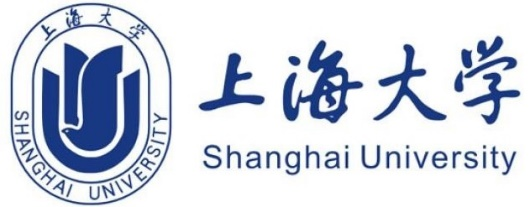 上海大学
SHANGHAI UNIVERSITY
上海大学
Shanghai University